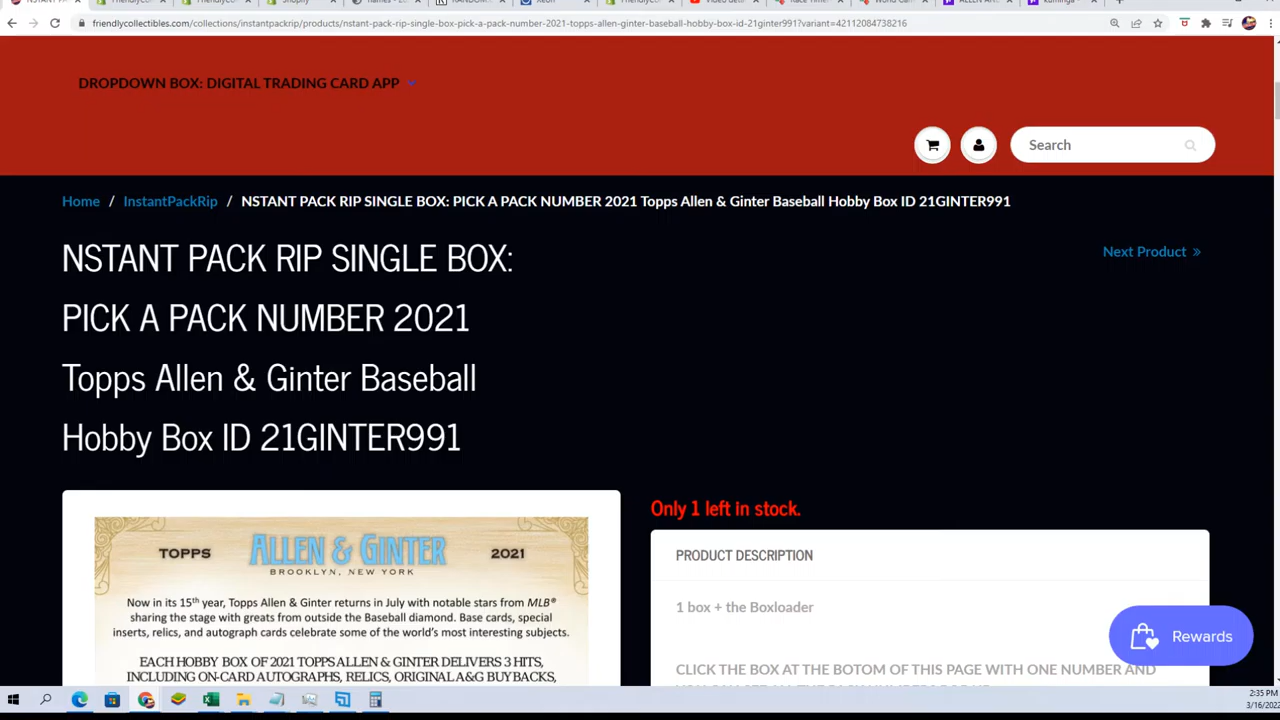 friendlycollectibles.com/collections/instantpackrip/products/nstant-pack-rip-single-box-pick-a-pack-number-2021-topps-allen-ginter-baseball-hobby-box-id-21ginter991?variant=42112084738216
DROPDOWN BOX: DIGITAL TRADING CARD APP
Search
Home / InstantPackRip / NSTANT PACK RIP SINGLE BOX: PICK A PACK NUMBER 2021 Topps Allen & Ginter Baseball Hobby Box ID 21GINTER991
NSTANT PACK RIP SINGLE BOX:
Next Product »
PICK A PACK NUMBER 2021
Topps Allen & Ginter Baseball
Hobby Box ID 21GINTER991
Only 1 left in stock.
TOPPS ALLEN & GINTER 2021
BROOKLYN, NEW YORK
PRODUCT DESCRIPTION
Now in its 15th year, Topps Allen & Ginter returns in July with notable stars from MLB®
sharing the stage with greats from outside the Baseball diamond. Base cards, special
inserts, relics, and autograph cards celebrate some of the world's most interesting subjects.
1 box + the Boxloader
Rewards
EACH HOBBY BOX OF 2021 TOPPS ALLEN & GINTER DELIVERS 3 HITS,
INCLUDING ON-CARD AUTOGRAPHS, RELICS, ORIGINAL A&G BUY BACKS,
CLICK THE BOX AT THE BOTOM OF THIS PAGE WITH ONE NUMBER AND
2:35 PM